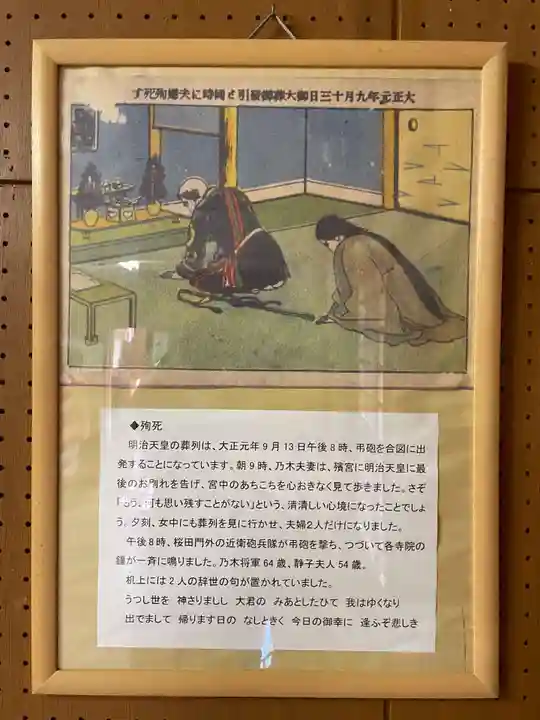 大正元年九月十三日御大葬御發引と同時に夫婦殉死す
◆殉死
明治天皇の葬列は、大正元年9月13日午後8時、弔砲を合図に出
発することになっています。朝9時、乃木夫妻は、殯宮に明治天皇に最
後のお別れを告げ、宮中のあちこちを心おきなく見て歩きました。さぞ
「もう、何も思い残すことがない」という、清清しい心境になったことでしょ
う。夕刻、女中にも葬列を見に行かせ、夫婦2人だけになりました。
午後8時、桜田門外の近衛砲兵隊が弔砲を撃ち、つづいて各寺院の
鐘が一斉に鳴りました。乃木将軍64歳、静子夫人54歳。
机上には2人の辞世の句が置かれていました。
うつし世を 神さりましし 大君の みあとしたひて 我はゆくなり
出でまして 帰ります日の なしときく 今日の御幸に 逢ふぞ悲しき